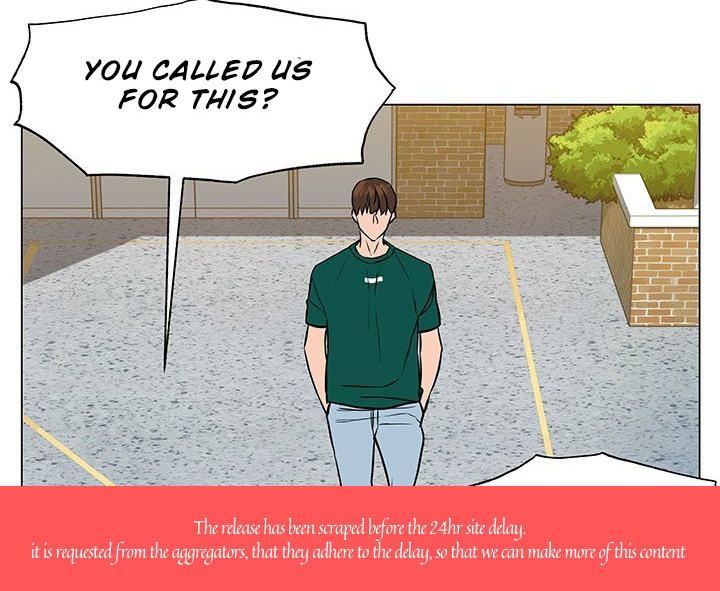 YOU CALLED US
FOR THIS?
The release has been scraped before the 24hr site delay.
it is requested from the aggregators, that they adhere to the delay, so that we can make more of this content